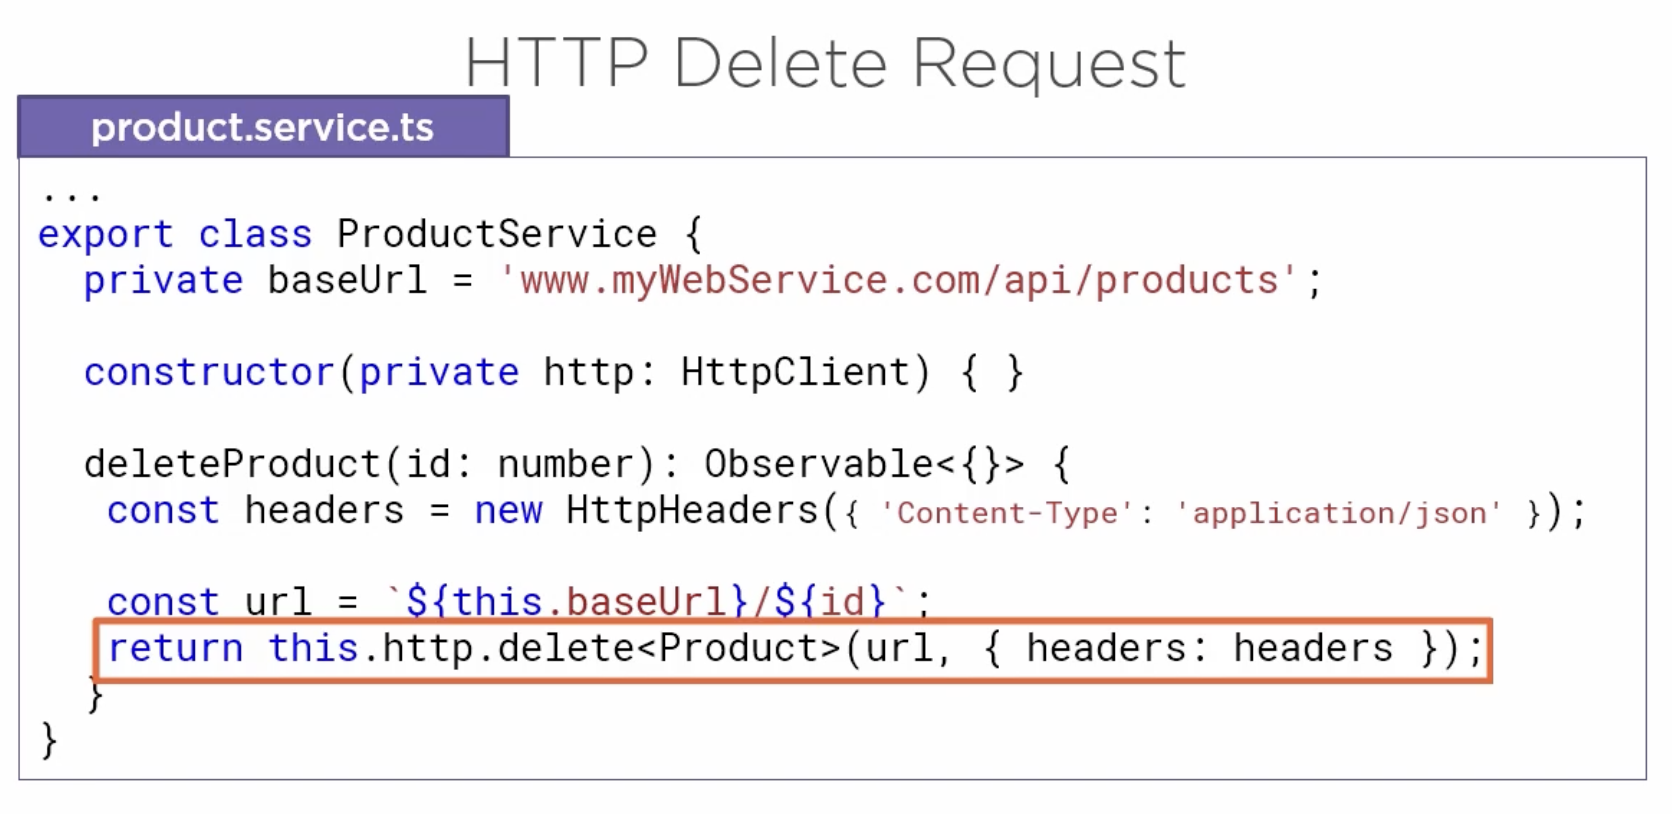 HTTP Delete Request
product.service.ts
...
export class ProductService {
  private baseUrl = 'www.myWebService.com/api/products';
  constructor(private http: HttpClient) { }
  deleteProduct(id: number): Observable<{}> {
   const headers = new HttpHeaders({ 'Content-Type': 'application/json' });
   const url = `${this.baseUrl}/${id}`;
   return this.http.delete<Product>(url, { headers: headers });
  }
}